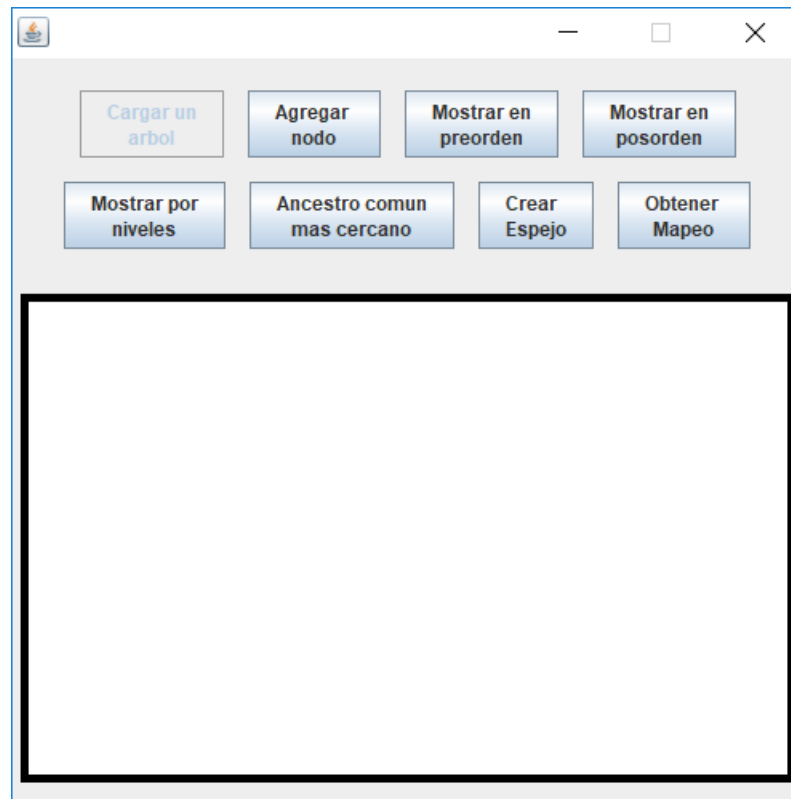 Cargar un
arbol
Agregar
nodo
Mostrar en
preorden
Mostrar en
posorden
Mostrar por
niveles
Ancestro comun
mas cercano
Crear
Espejo
Obtener
Mapeo